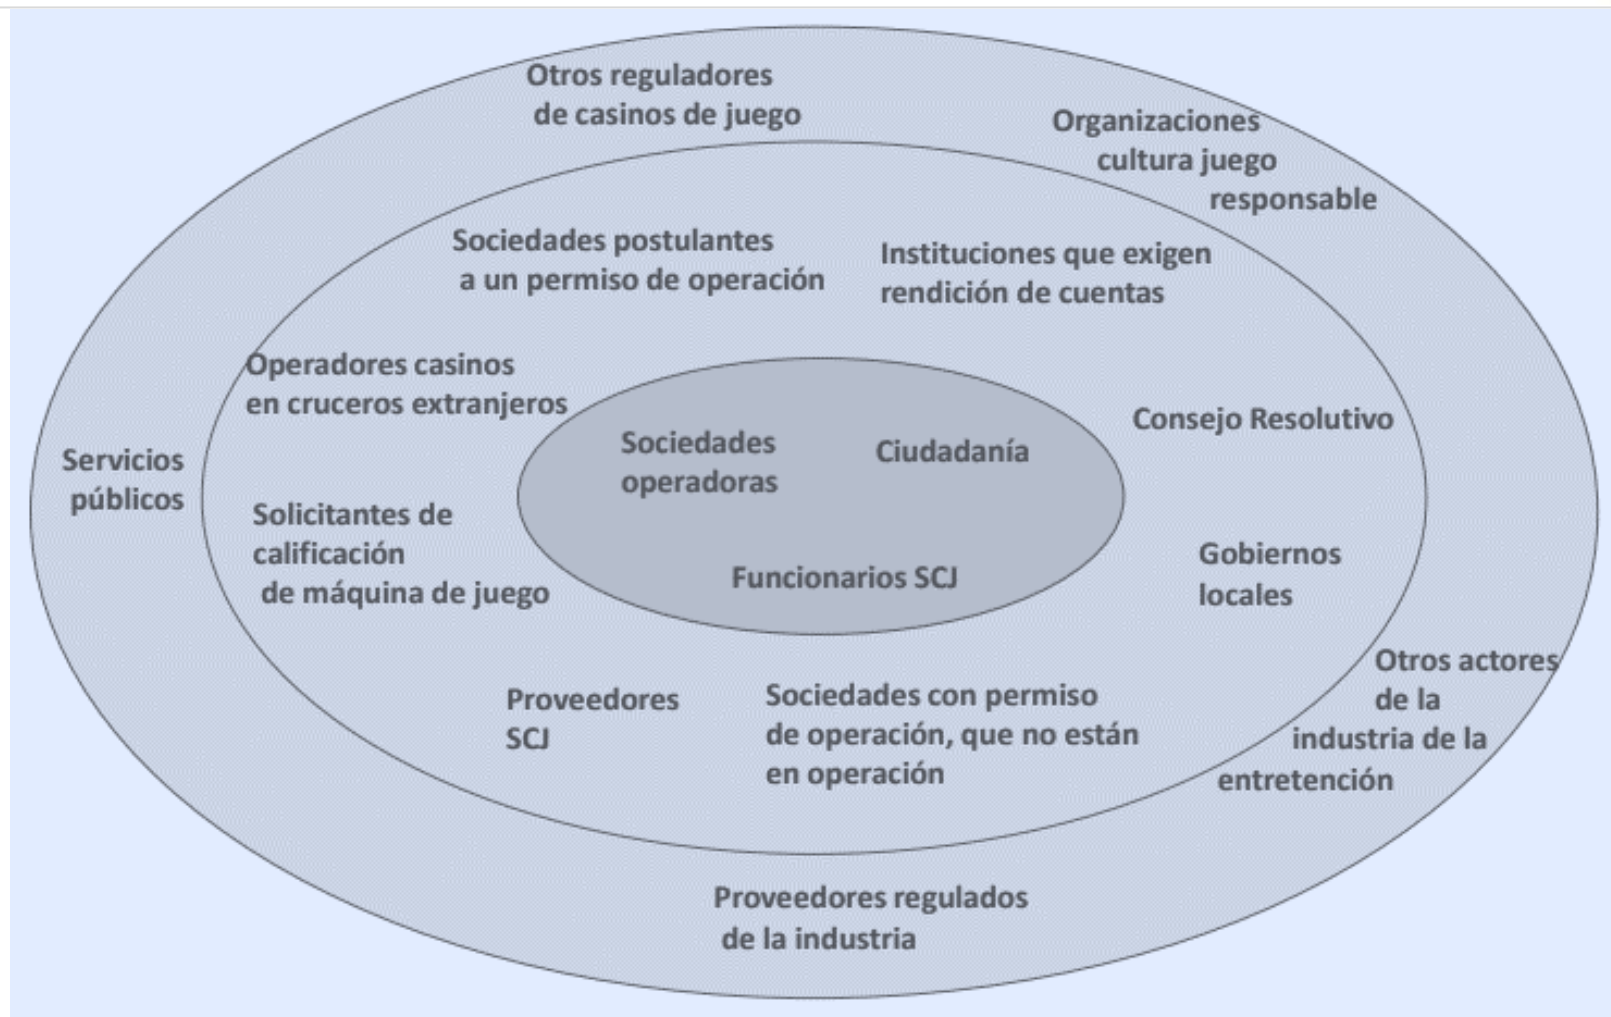 Otros reguladores
de casinos de juego
Organizaciones
cultura juego
responsable
Sociedades postulantes
a un permiso de operación
Instituciones que exigen
rendición de cuentas
Operadores casinos
en cruceros extranjeros
Consejo Resolutivo
Sociedades
operadoras
Ciudadanía
Servicios
públicos
Solicitantes de
calificación
de máquina de juego
Funcionarios SCJ
Gobiernos
locales
Otros actores
de la
industria de la
entretención
Proveedores
SCJ
Sociedades con permiso
de operación, que no están
en operación
Proveedores regulados
de la industria